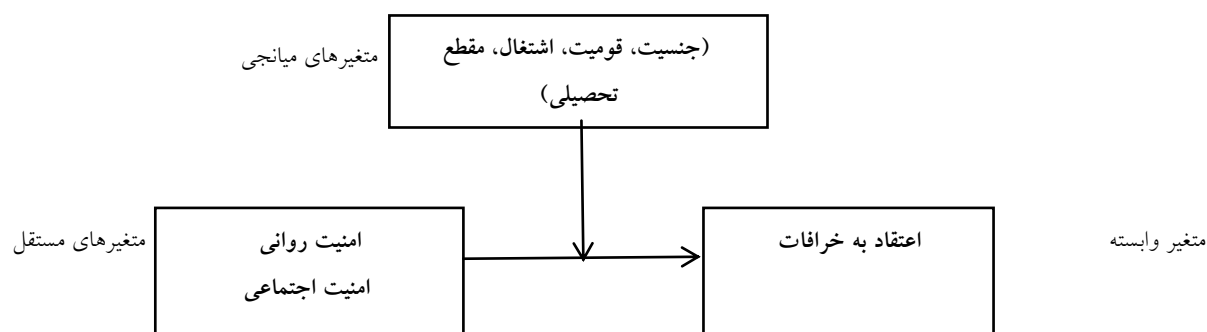 (جنسیت، قومیت، اشتغال، مقطع
تحصیلی)
متغیرهای میانجی
متغیر وابسته
اعتقاد به خرافات
امنیت روانی
امنیت اجتماعی
متغیرهای مستقل